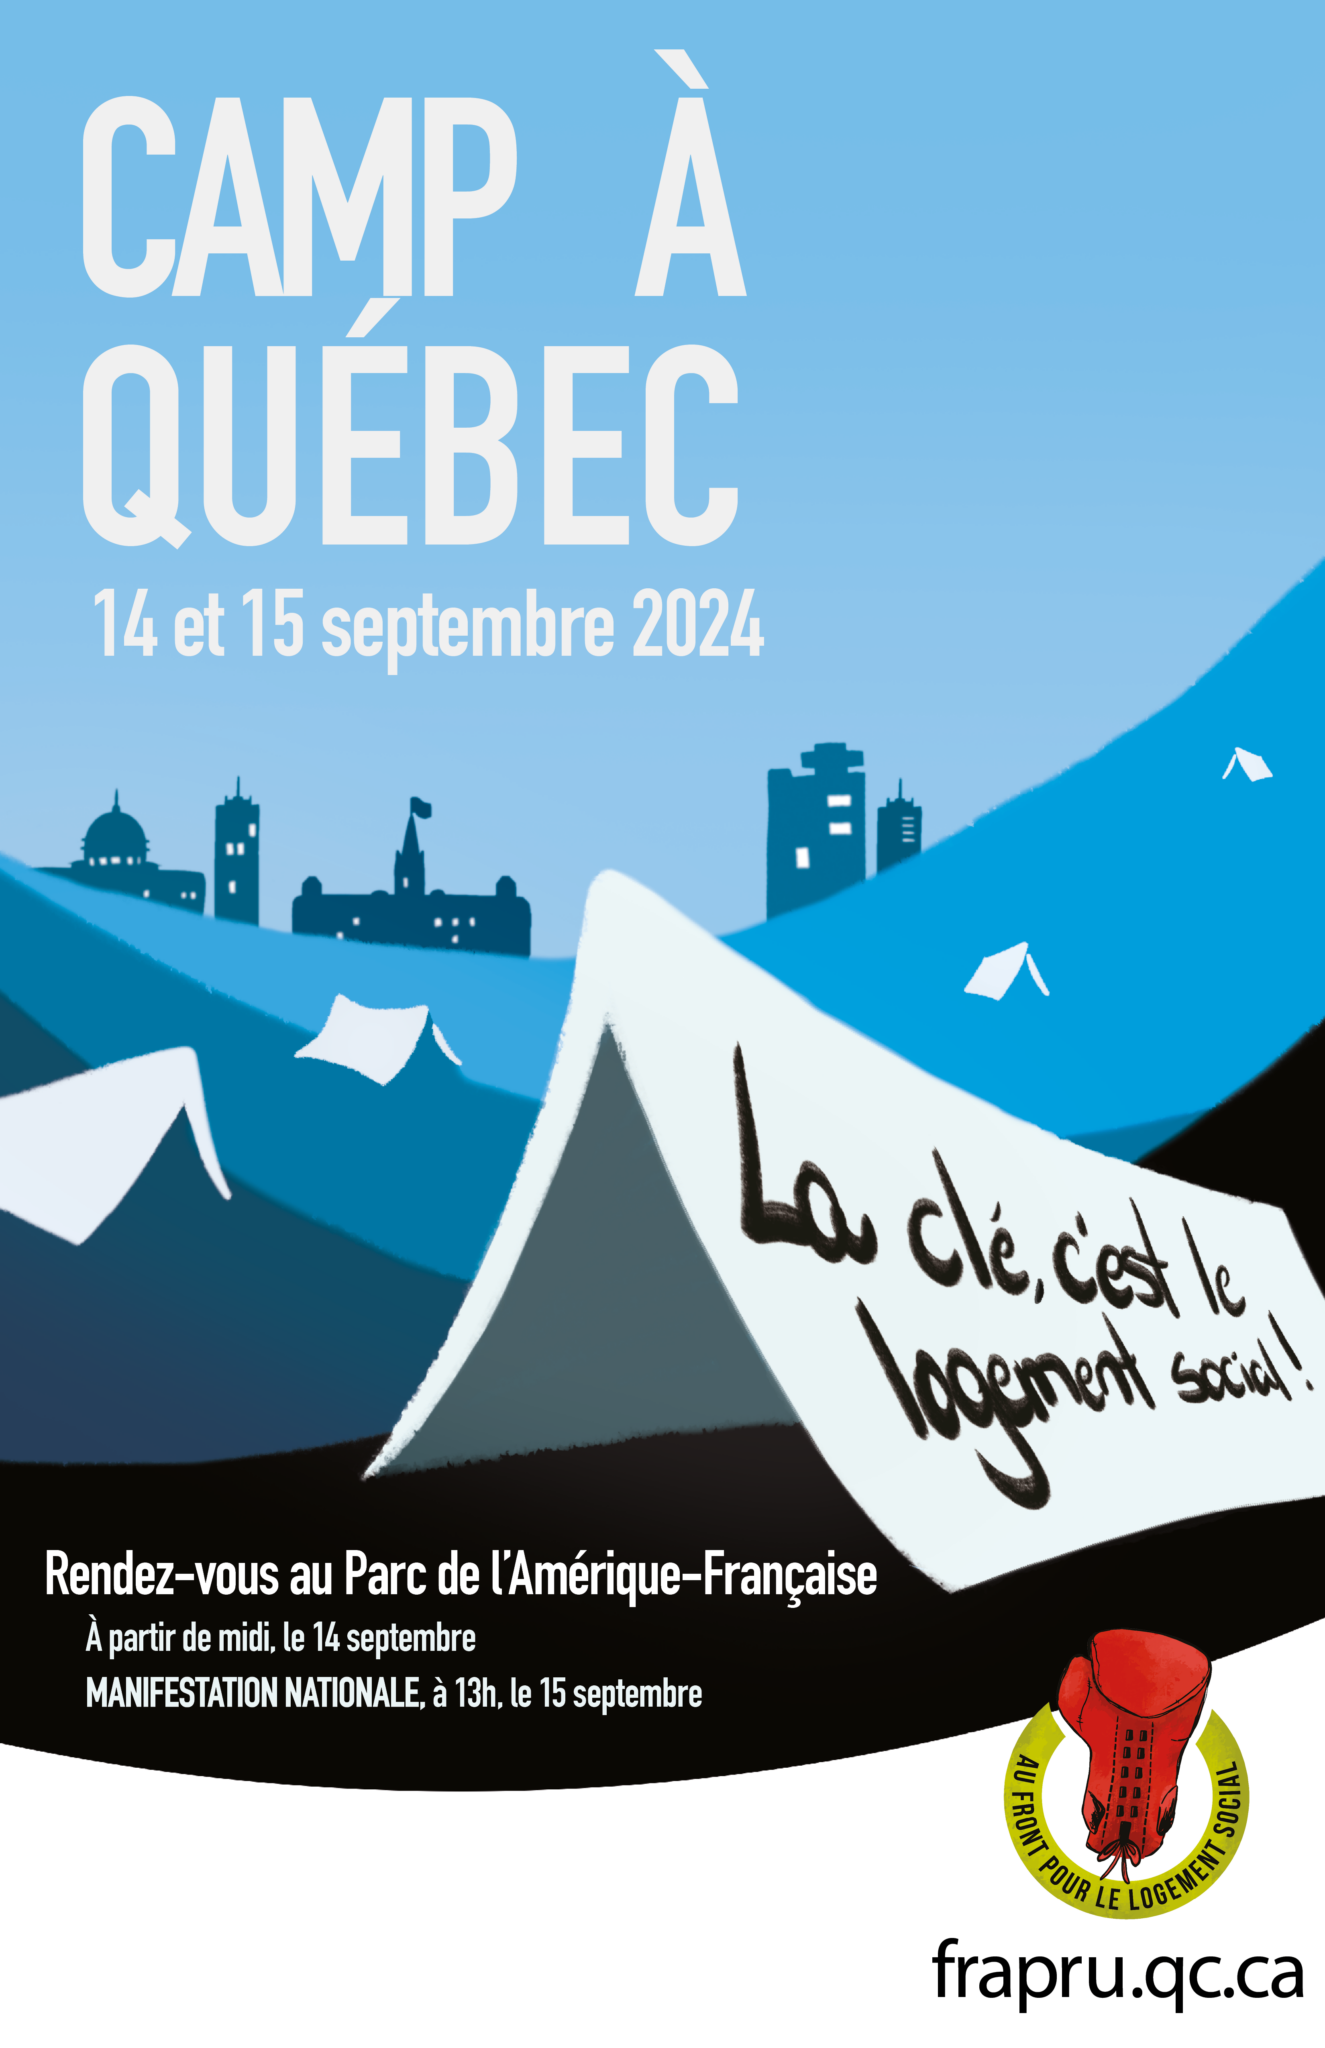 CAMP À
QUÉBEC
14 et 15 septembre 2024
La clé, c'est le
logement social!
Rendez-vous au Parc de l'Amérique-Française
À partir de midi, le 14 septembre
MANIFESTATION NATIONALE, à 13h, le 15 septembre
AU FRONT POUR LE LOGEMENT SOCIAL
frapru.qc.ca